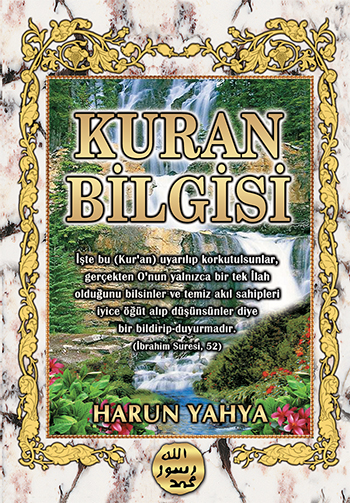 KURAN
BİLGİSİ
İşte bu (Kur'an) uyarılıp korkutulsunlar,
gerçekten O'nun yalnızca bir tek İlah
olduğunu bilsinler ve temiz akıl sahipleri
iyice öğüt alıp düşünsünler diye
bir bildirip-duyurmadır.
(İbrahim Suresi, 52)
HARUN YAHYA
الله
رسول
محمد